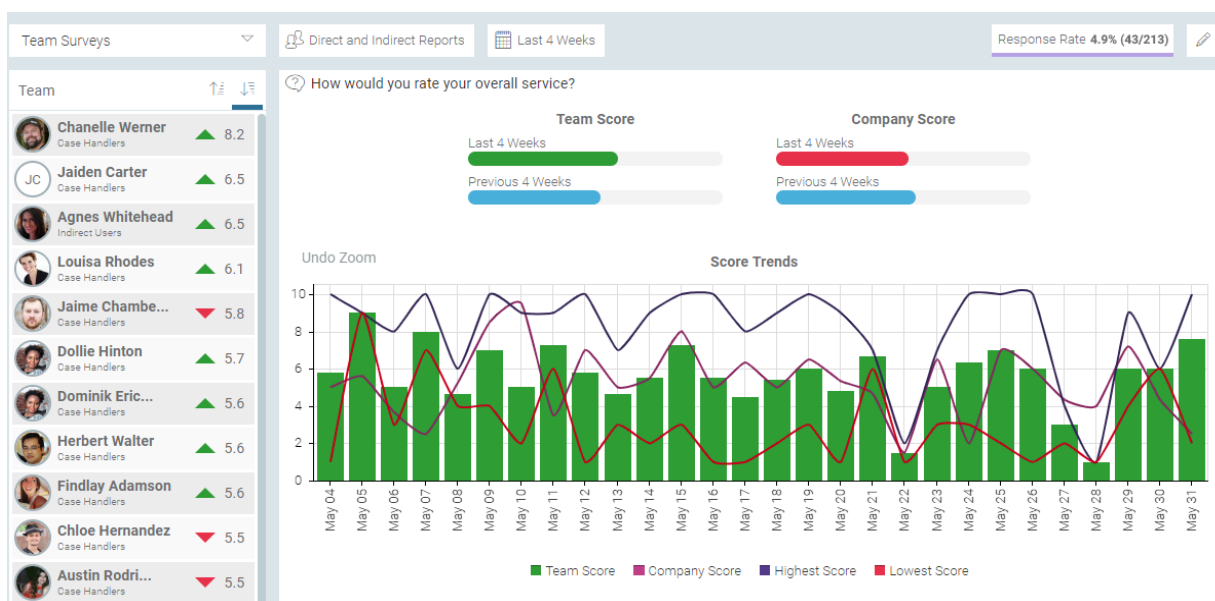 Team Surveys
Direct and Indirect Reports
Last 4 Weeks
Response Rate 4.9% (43/213)
Team
Chanelle Werner
Case Handlers
8.2
JC
Jaiden Carter
Case Handlers
6.5
Agnes Whitehead
Indirect Users
6.5
Louisa Rhodes
Case Handlers
6.1
Jaime Chambe...
Case Handlers
5.8
Dollie Hinton
Case Handlers
5.7
Dominik Eric...
Case Handlers
5.6
Herbert Walter
Case Handlers
5.6
Findlay Adamson
Case Handlers
5.6
Chloe Hernandez
Case Handlers
5.5
Austin Rodri...
Case Handlers
5.5
How would you rate your overall service?
Team Score
Last 4 Weeks
Previous 4 Weeks
Company Score
Last 4 Weeks
Previous 4 Weeks
Undo Zoom
Score Trends
10
8
6
4
2
0
May 04
May 05
May 06
May 07
May 08
May 09
May 10
May 11
May 12
May 13
May 14
May 15
May 16
May 17
May 18
May 19
May 20
May 21
May 22
May 23
May 24
May 25
May 26
May 27
May 28
May 29
May 30
May 31
Team Score
Company Score
Highest Score
Lowest Score